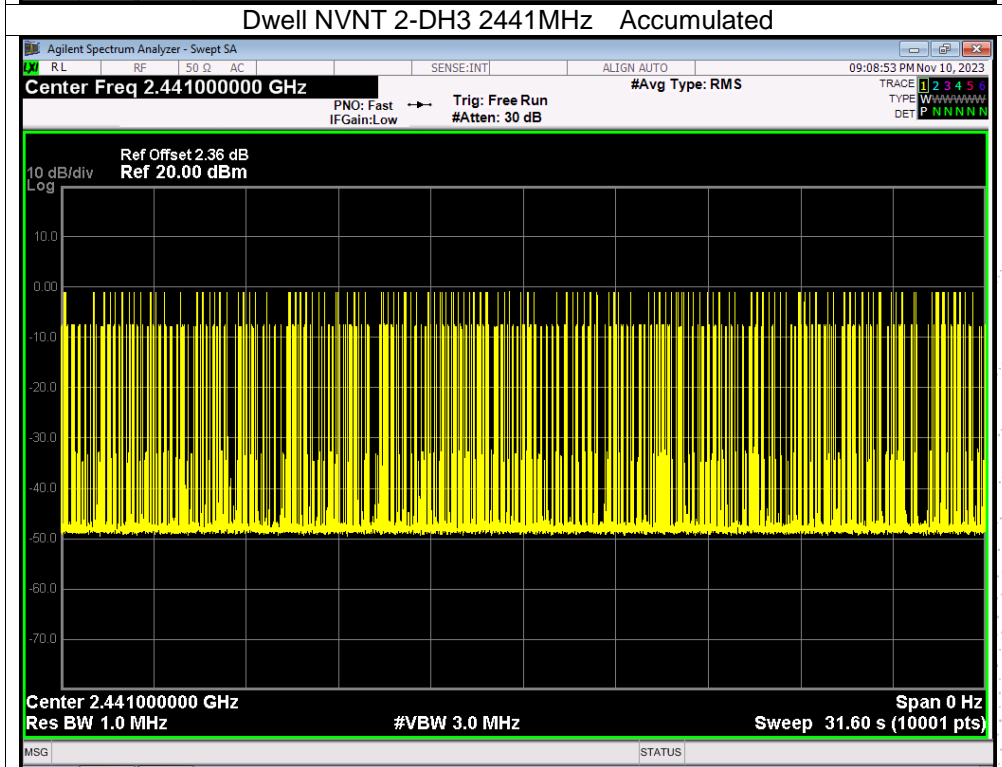 Dwell NVNT 2-DH3 2441MHz Accumulated
Agilent Spectrum Analyzer - Swept SA
LXI RL RF 50 Ω AC SENSE:INT ALIGN AUTO 09:08:53 PM Nov 10, 2023
Center Freq 2.441000000 GHz #Avg Type: RMS TRACE 1 2 3 4 5 6
PNO: Fast Trig: Free Run TYPE WWWWWW
IFGain:Low #Atten: 30 dB DET P N N N N N
Ref Offset 2.36 dB
10 dB/div Ref 20.00 dBm
Log
10.0
0.00
-10.0
-20.0
-30.0
-40.0
-50.0
-60.0
-70.0
Center 2.441000000 GHz Span 0 Hz
Res BW 1.0 MHz #VBW 3.0 MHz Sweep 31.60 s (10001 pts)
MSG STATUS